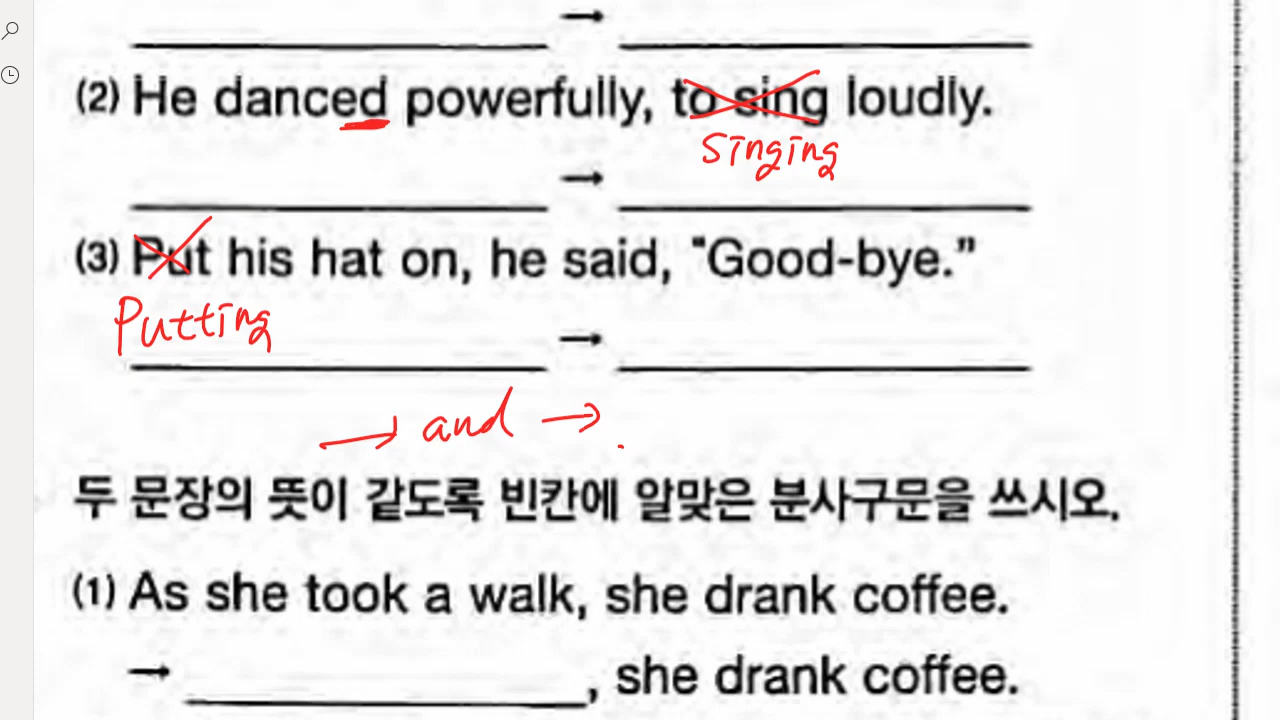 →
(2) He danced powerfully, to sing loudly.
singing
→
(3) Put his hat on, he said, "Good-bye."
Putting
→
→ and →
두 문장의 뜻이 같도록 빈칸에 알맞은 분사구문을 쓰시오.
(1) As she took a walk, she drank coffee.
→ , she drank coffee.